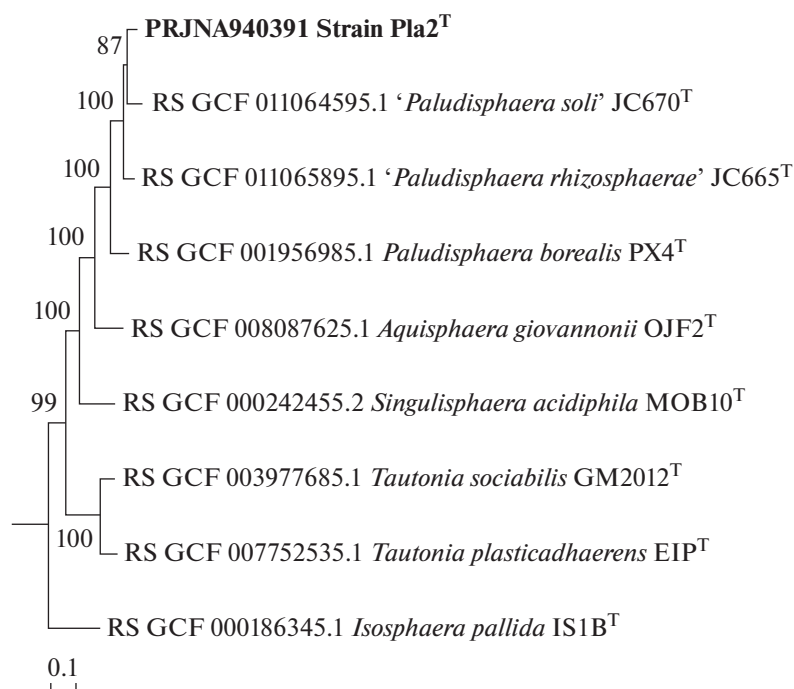 PRJNA940391 Strain Pla2ᵀ
87
RS GCF 011064595.1 ‘Paludisphaera soli’ JC670ᵀ
100
RS GCF 011065895.1 ‘Paludisphaera rhizosphaerae’ JC665ᵀ
100
RS GCF 001956985.1 Paludisphaera borealis PX4ᵀ
100
RS GCF 008087625.1 Aquisphaera giovannonii OJF2ᵀ
100
RS GCF 000242455.2 Singulisphaera acidiphila MOB10ᵀ
99
RS GCF 003977685.1 Tautonia sociabilis GM2012ᵀ
100
RS GCF 007752535.1 Tautonia plasticadhaerens EIPᵀ
RS GCF 000186345.1 Isosphaera pallida IS1Bᵀ
0.1